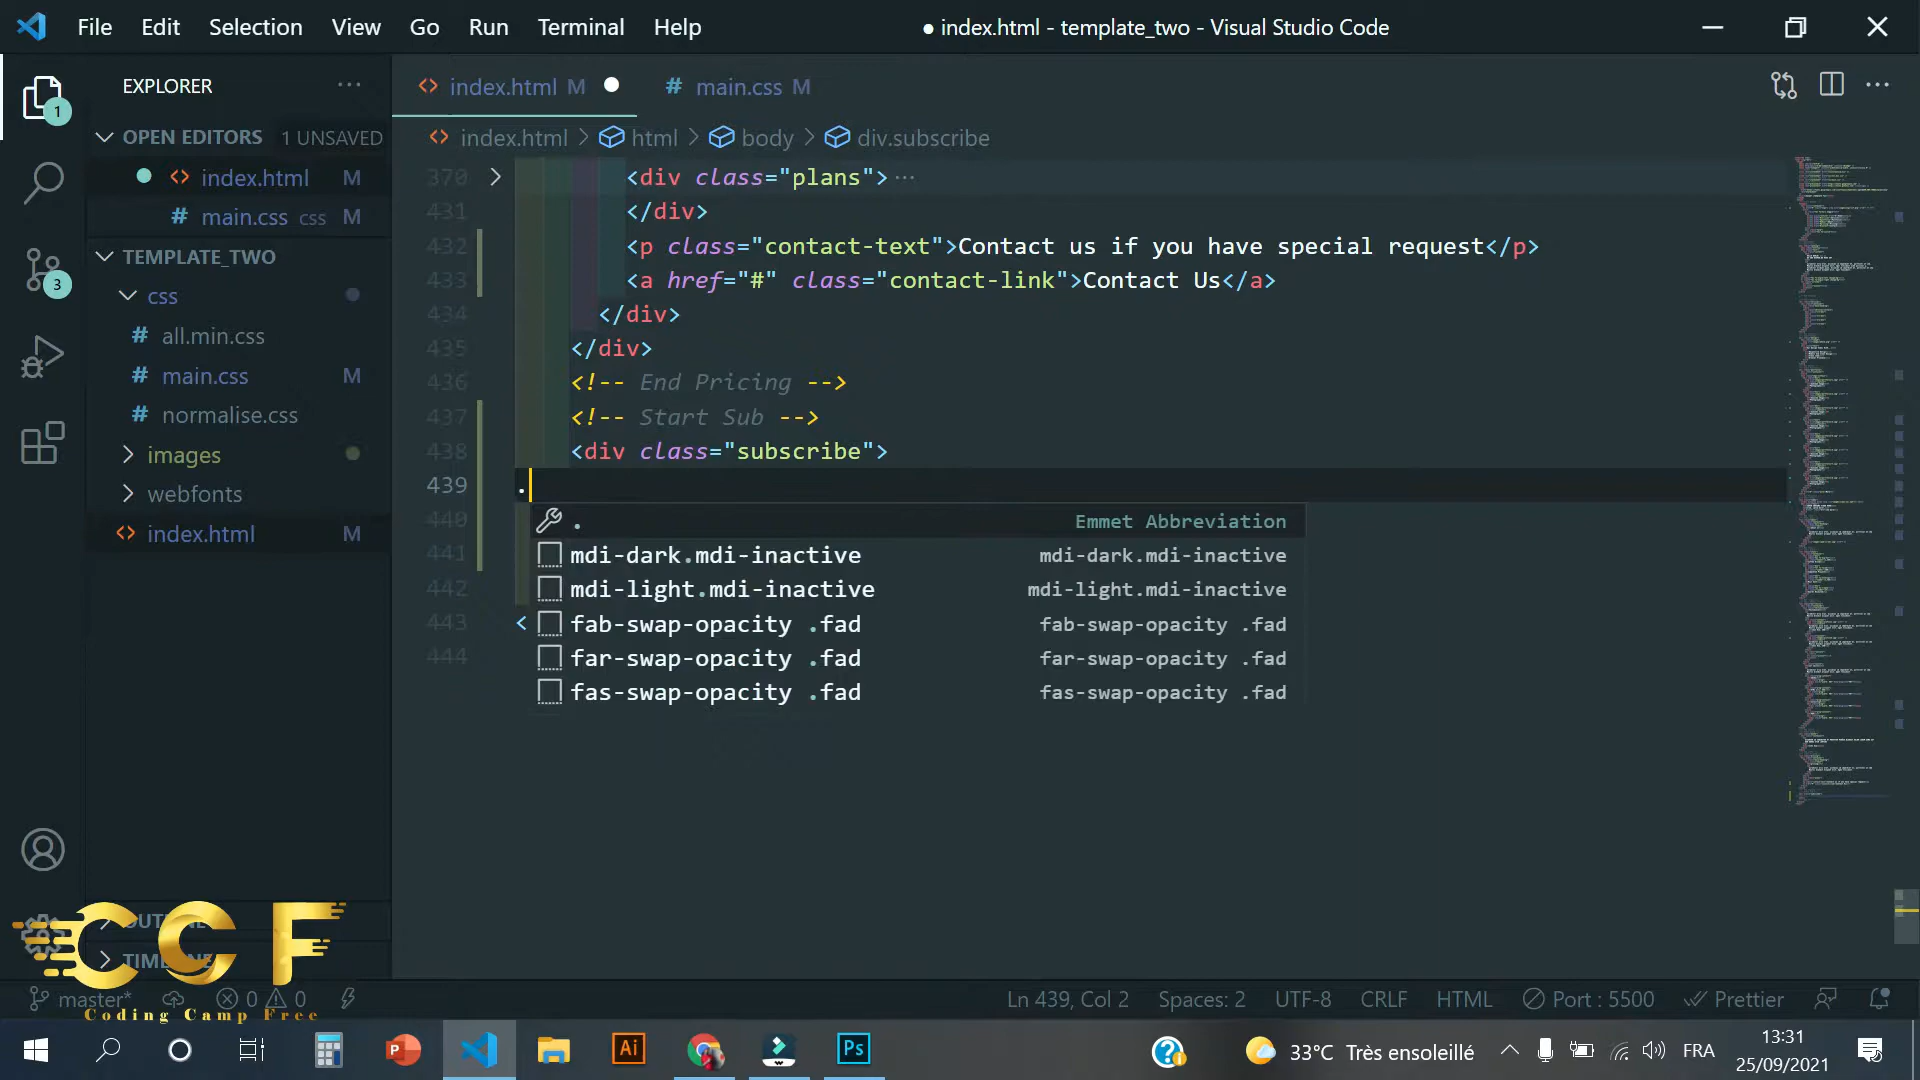 File Edit Selection View Go Run Terminal Help
● index.html - template_two - Visual Studio Code
EXPLORER
OPEN EDITORS 1 UNSAVED
index.html M
main.css css M
TEMPLATE_TWO
css
all.min.css
main.css M
normalise.css
images
webfonts
index.html M
OUTLINE
TIMELINE
index.html M
main.css M
index.html > html > body > div.subscribe
370 <div class="plans"> ···
431 </div>
432 <p class="contact-text">Contact us if you have special request</p>
433 <a href="#" class="contact-link">Contact Us</a>
434 </div>
435 </div>
436 <!-- End Pricing -->
437 <!-- Start Sub -->
438 <div class="subscribe">
439 .
440
441
442
443 <
444
. Emmet Abbreviation
mdi-dark.mdi-inactive mdi-dark.mdi-inactive
mdi-light.mdi-inactive mdi-light.mdi-inactive
fab-swap-opacity .fad fab-swap-opacity .fad
far-swap-opacity .fad far-swap-opacity .fad
fas-swap-opacity .fad fas-swap-opacity .fad
1
3
CCF
Coding Camp Free
master* 0 0
Ln 439, Col 2 Spaces: 2 UTF-8 CRLF HTML Port : 5500 Prettier
P
Ai
Ps
33°C Très ensoleillé
FRA
13:31
25/09/2021